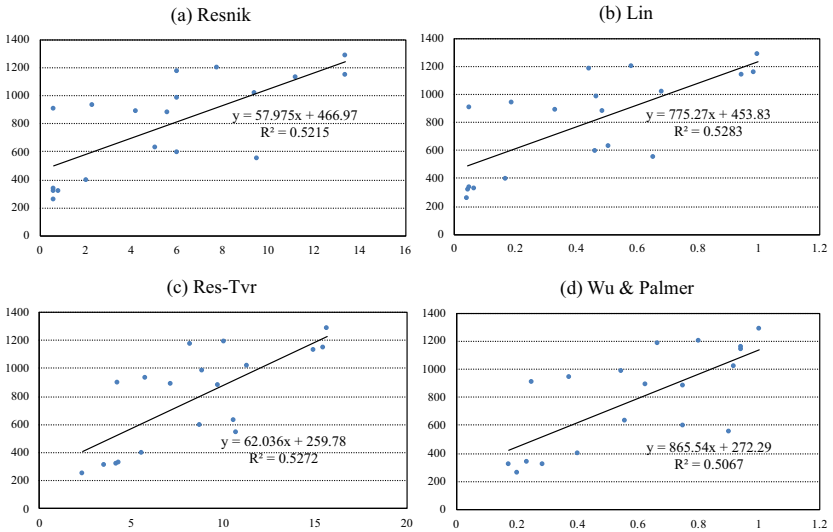 (a) Resnik
1400
1200
1000
800
600
400
200
0
0 2 4 6 8 10 12 14 16
y = 57.975x + 466.97
R² = 0.5215
(b) Lin
1400
1200
1000
800
600
400
200
0
0 0.2 0.4 0.6 0.8 1 1.2
y = 775.27x + 453.83
R² = 0.5283
(c) Res-Tvr
1400
1200
1000
800
600
400
200
0
0 5 10 15 20
y = 62.036x + 259.78
R² = 0.5272
(d) Wu & Palmer
1400
1200
1000
800
600
400
200
0
0 0.2 0.4 0.6 0.8 1 1.2
y = 865.54x + 272.29
R² = 0.5067